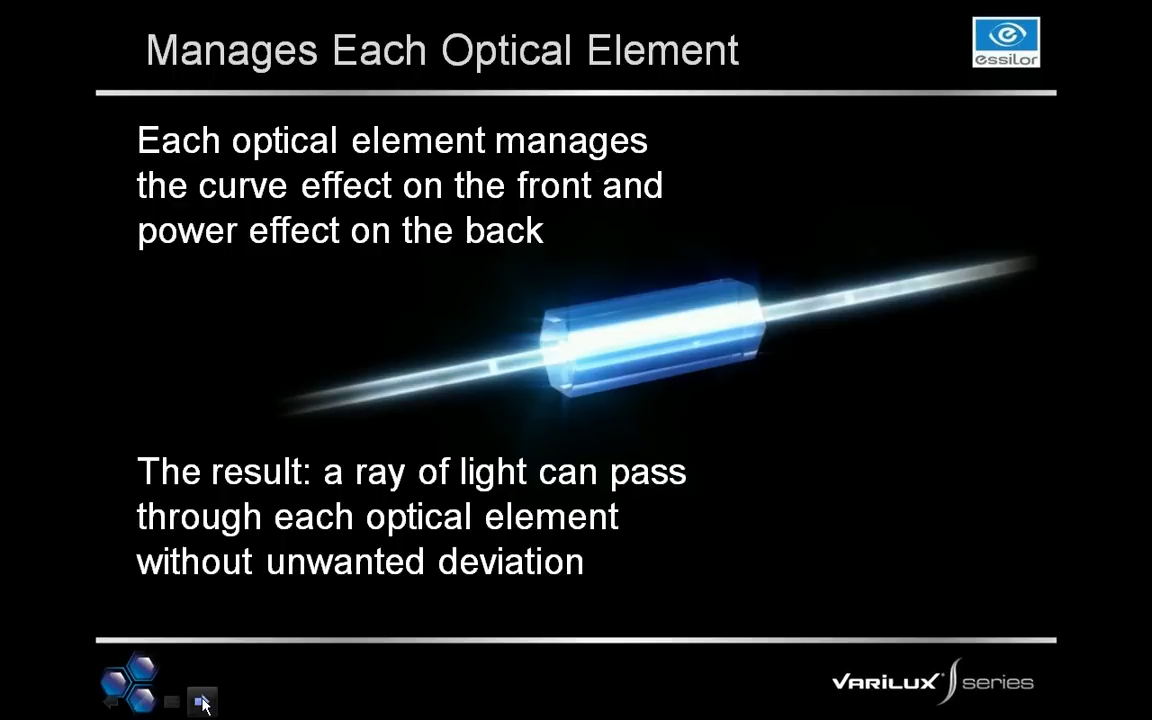 Manages Each Optical Element
essilor
Each optical element manages
the curve effect on the front and
power effect on the back
The result: a ray of light can pass
through each optical element
without unwanted deviation
VARILUX® S series